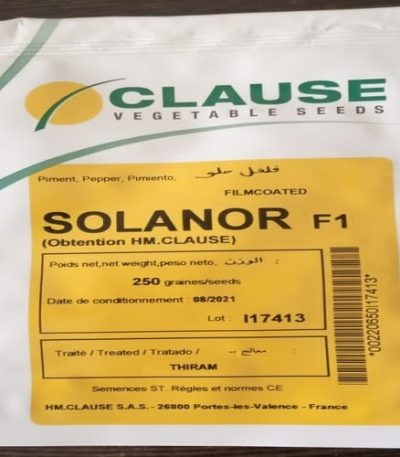 CLAUSE
VEGETABLE SEEDS
Piment, Pepper, Pimiento, فلفل حلو
FILMCOATED
SOLANOR F1
(Obtention HM.CLAUSE)
Poids net,net weight,peso neto, الوزن :
250 graines/seeds
Date de conditionnement : 08/2021
Lot : I17413
Traité / Treated / Tratado / معالج بـ
THIRAM
Semences ST. Règles et normes CE
HM.CLAUSE S.A.S. - 26800 Portes-les-Valence - France
*00220650I17413*